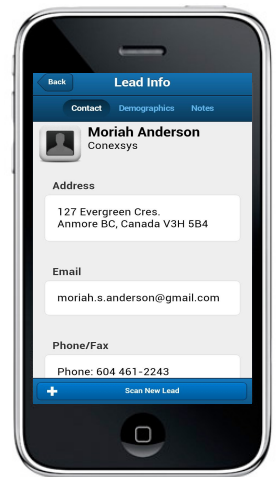 Back
Lead Info
Contact Demographics Notes
Moriah Anderson
Conexsys
Address
127 Evergreen Cres.
Anmore BC, Canada V3H 5B4
Email
moriah.s.anderson@gmail.com
Phone/Fax
Phone: 604 461-2243
Scan New Lead